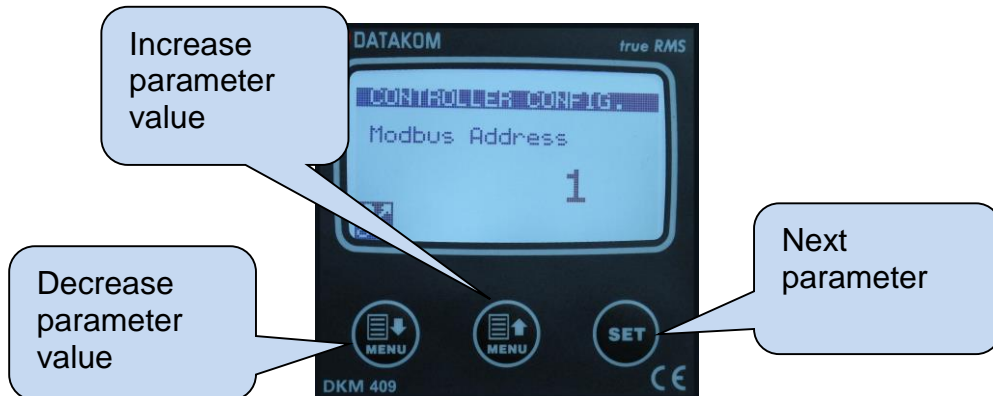 Increase
parameter
value
DATAKOM
true RMS
CONTROLLER CONFIG.
Modbus Address
1
Next
parameter
Decrease
parameter
value
MENU
MENU
SET
DKM 409
CE